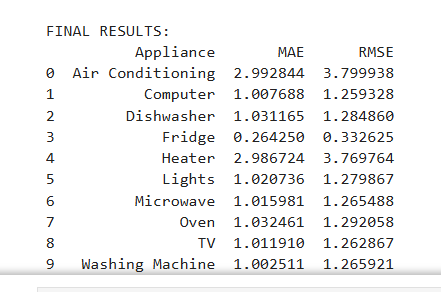 FINAL RESULTS:
Appliance MAE RMSE
0 Air Conditioning 2.992844 3.799938
1 Computer 1.007688 1.259328
2 Dishwasher 1.031165 1.284860
3 Fridge 0.264250 0.332625
4 Heater 2.986724 3.769764
5 Lights 1.020736 1.279867
6 Microwave 1.015981 1.265488
7 Oven 1.032461 1.292058
8 TV 1.011910 1.262867
9 Washing Machine 1.002511 1.265921